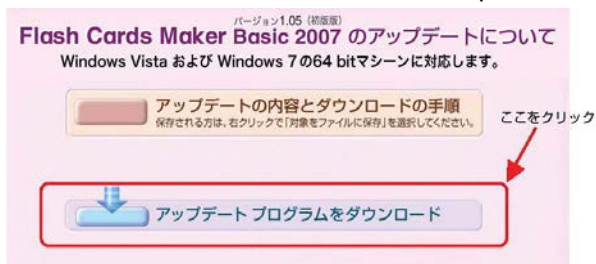 バージョン1.05（初版版）
Flash Cards Maker Basic 2007 のアップデートについて
Windows Vista および Windows 7の64 bitマシーンに対応します。
アップデートの内容とダウンロードの手順
保存される方は、右クリックで「対象をファイルに保存」を選択してください。
ここをクリック
アップデート プログラムをダウンロード